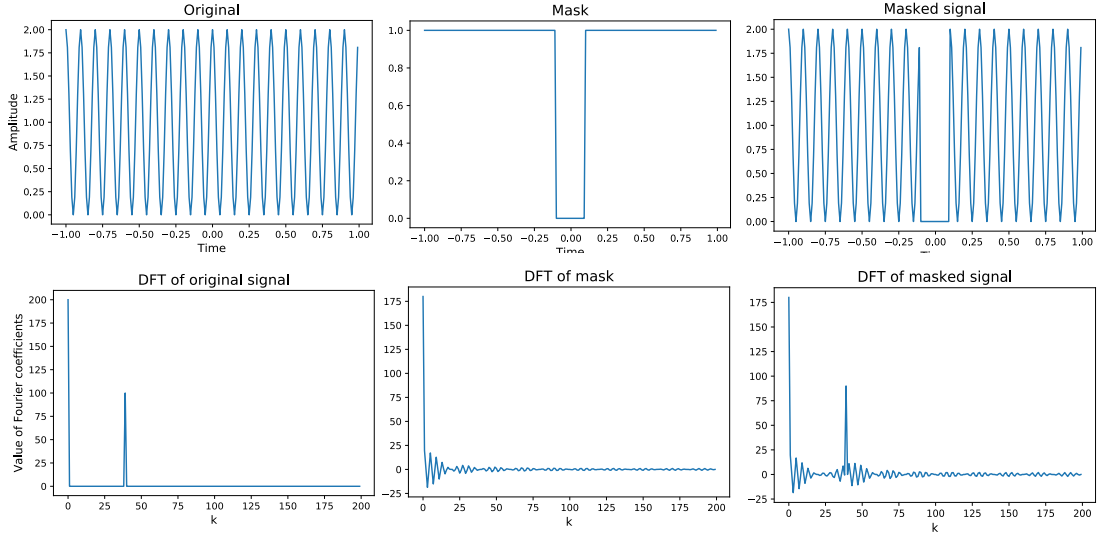 Original
Mask
Masked signal
Amplitude
2.00
1.75
1.50
1.25
1.00
0.75
0.50
0.25
0.00
−1.00 −0.75 −0.50 −0.25 0.00 0.25 0.50 0.75 1.00
Time
1.0
0.8
0.6
0.4
0.2
0.0
−1.00 −0.75 −0.50 −0.25 0.00 0.25 0.50 0.75 1.00
Time
2.00
1.75
1.50
1.25
1.00
0.75
0.50
0.25
0.00
−1.00 −0.75 −0.50 −0.25 0.00 0.25 0.50 0.75 1.00
DFT of original signal
DFT of mask
DFT of masked signal
Value of Fourier coefficients
200
175
150
125
100
75
50
25
0
0 25 50 75 100 125 150 175 200
k
175
150
125
100
75
50
25
0
−25
0 25 50 75 100 125 150 175 200
k
175
150
125
100
75
50
25
0
−25
0 25 50 75 100 125 150 175 200
k